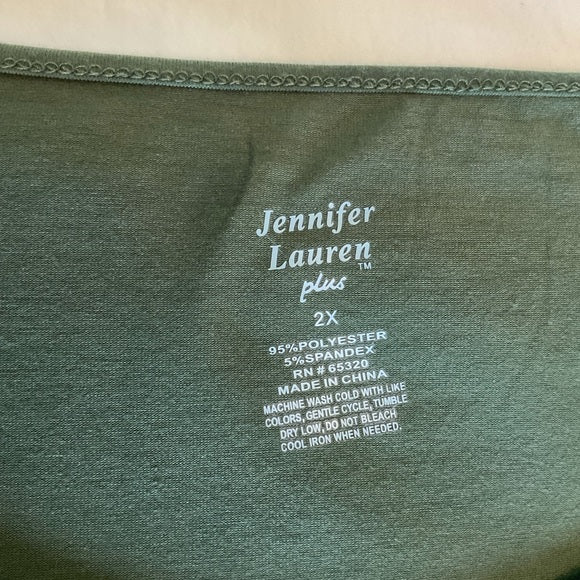 Jennifer
Lauren™
plus
2X
95%POLYESTER
5%SPANDEX
RN # 65320
MADE IN CHINA
MACHINE WASH COLD WITH LIKE
COLORS, GENTLE CYCLE, TUMBLE
DRY LOW, DO NOT BLEACH
COOL IRON WHEN NEEDED.